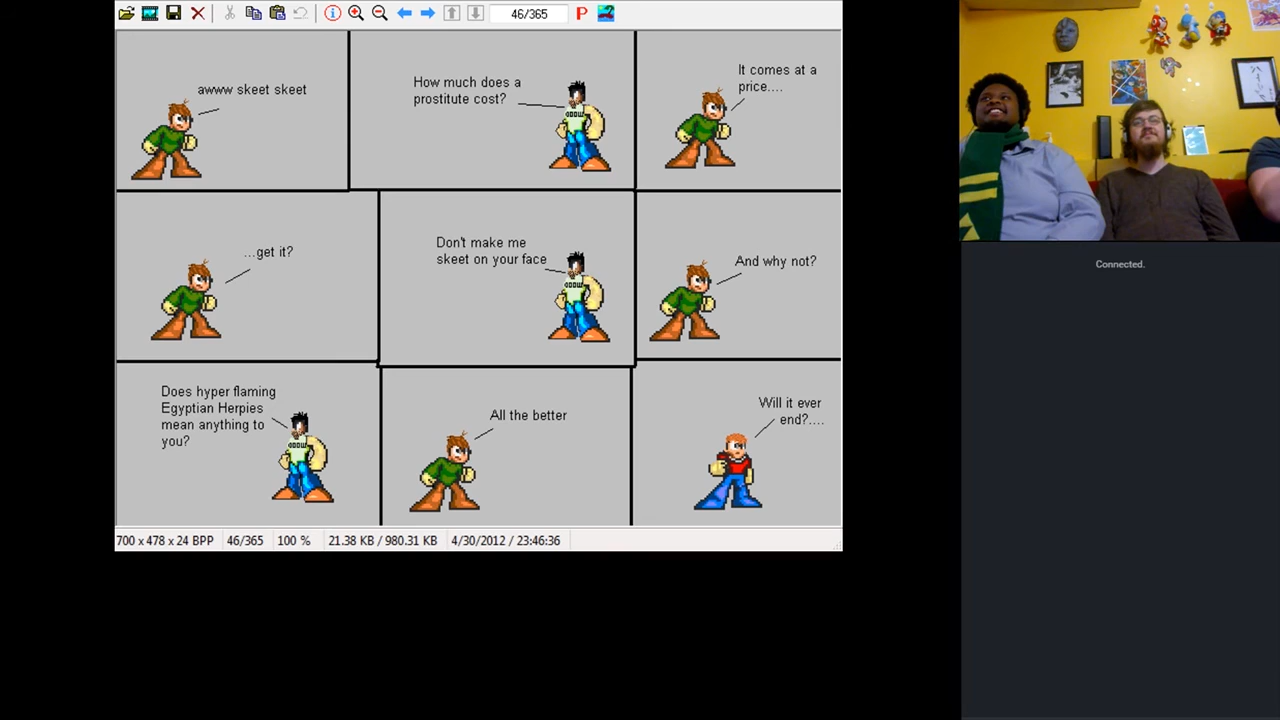 46/365
P
awww skeet skeet
How much does a
prostitute cost?
It comes at a
price....
...get it?
Don't make me
skeet on your face
And why not?
Does hyper flaming
Egyptian Herpies
mean anything to
you?
All the better
Will it ever
end?....
700 x 478 x 24 BPP 46/365 100 % 21.38 KB / 980.31 KB 4/30/2012 / 23:46:36
Connected.